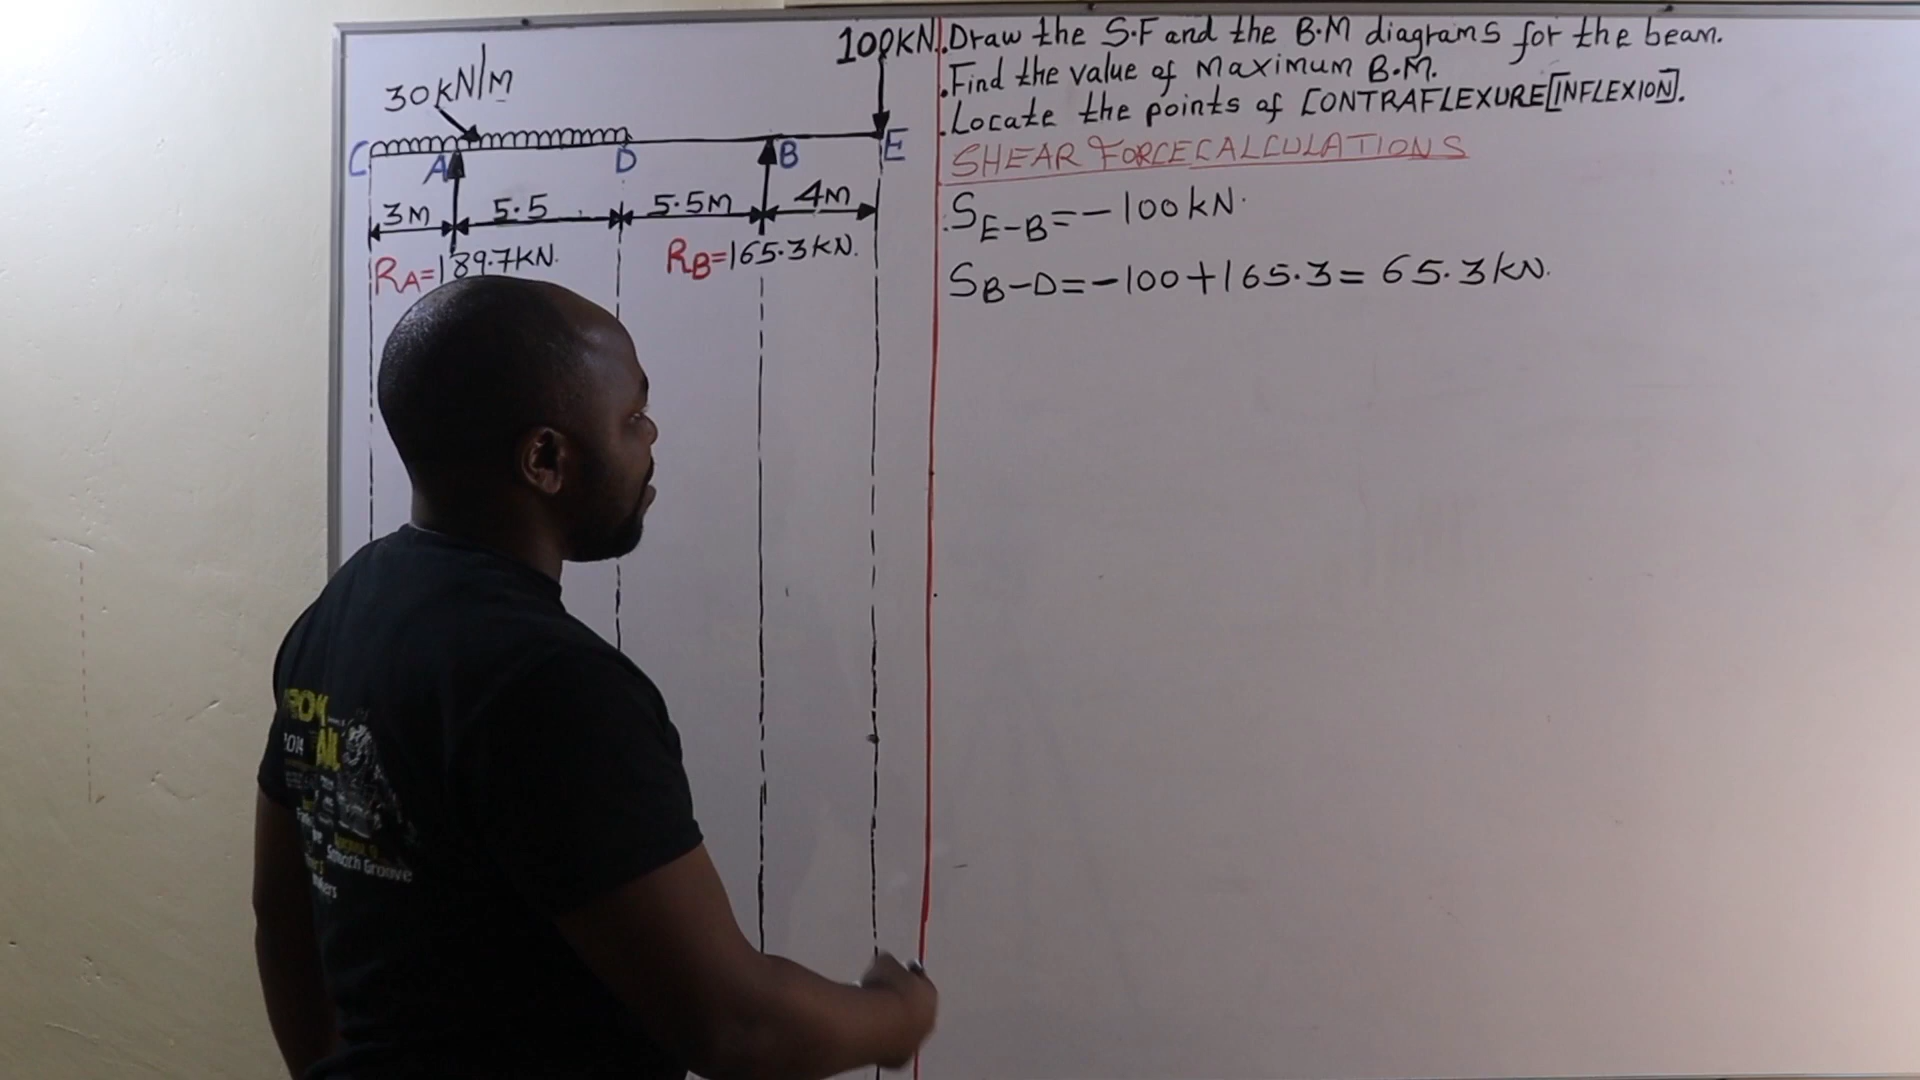 100KN
30kN/m
C A D B E
3m 5.5 5.5m 4m
RA=189.7KN.
RB=165.3KN.
.Draw the S.F and the B.M diagrams for the beam.
.Find the value of maximum B.M.
.Locate the points of CONTRAFLEXURE[INFLEXION].
SHEAR FORCE CALCULATIONS
SE-B=-100kN.
SB-D=-100+165.3=65.3kN.
2014
Smooth Groove